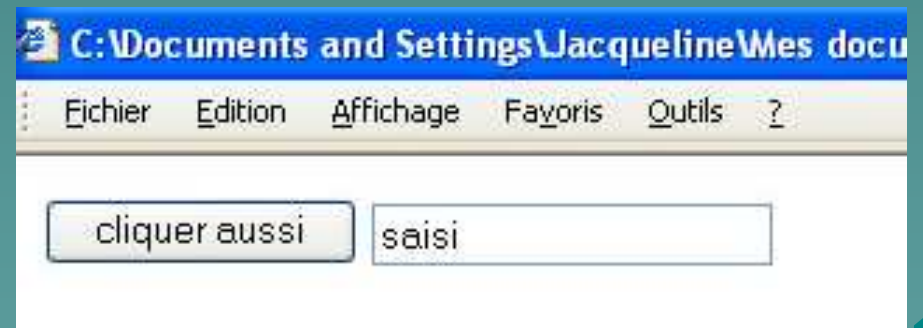 C:\Documents and Settings\Jacqueline\Mes docu
Fichier Edition Affichage Favoris Outils ?
cliquer aussi saisi